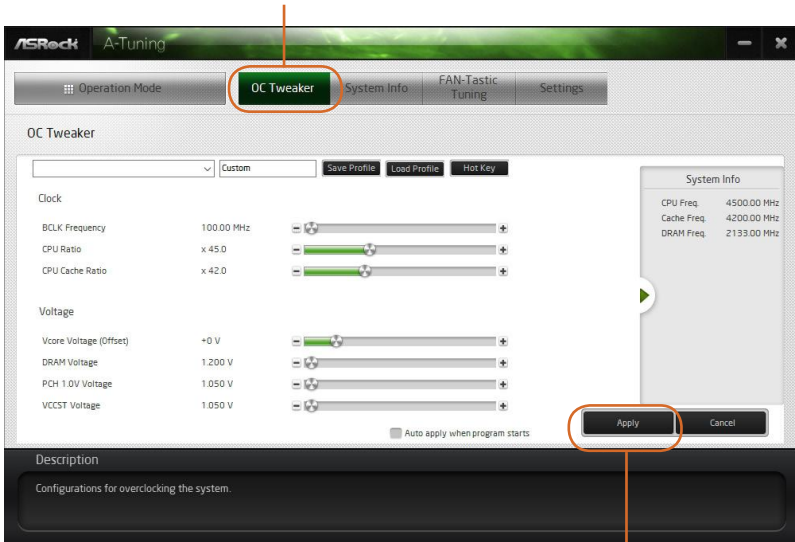 ASRock A-Tuning
Operation Mode OC Tweaker System Info FAN-Tastic Tuning Settings
OC Tweaker
Custom Save Profile Load Profile Hot Key
Clock
BCLK Frequency 100.00 MHz
CPU Ratio x 45.0
CPU Cache Ratio x 42.0
Voltage
Vcore Voltage (Offset) +0 V
DRAM Voltage 1.200 V
PCH 1.0V Voltage 1.050 V
VCCST Voltage 1.050 V
Auto apply when program starts
System Info
CPU Freq. 4500.00 MHz
Cache Freq. 4200.00 MHz
DRAM Freq. 2133.00 MHz
Apply Cancel
Description
Configurations for overclocking the system.